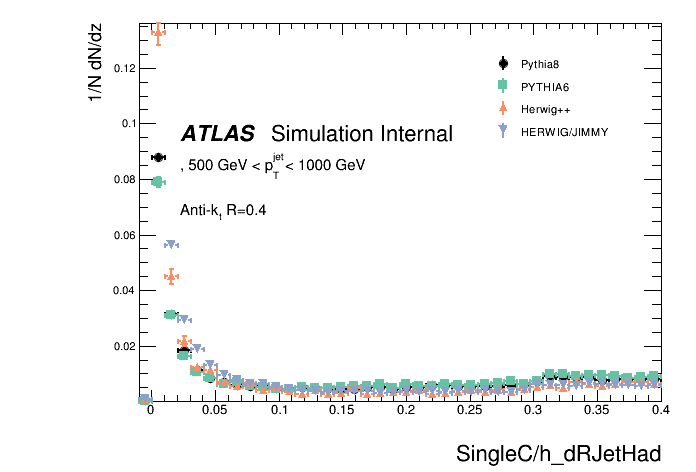 1/N dN/dz
0.12
0.1
0.08
0.06
0.04
0.02
Pythia8
PYTHIA6
Herwig++
HERWIG/JIMMY
ATLAS Simulation Internal
, 500 GeV < p_T^jet < 1000 GeV
Anti-k_t R=0.4
0 0.05 0.1 0.15 0.2 0.25 0.3 0.35 0.4
SingleC/h_dRJetHad